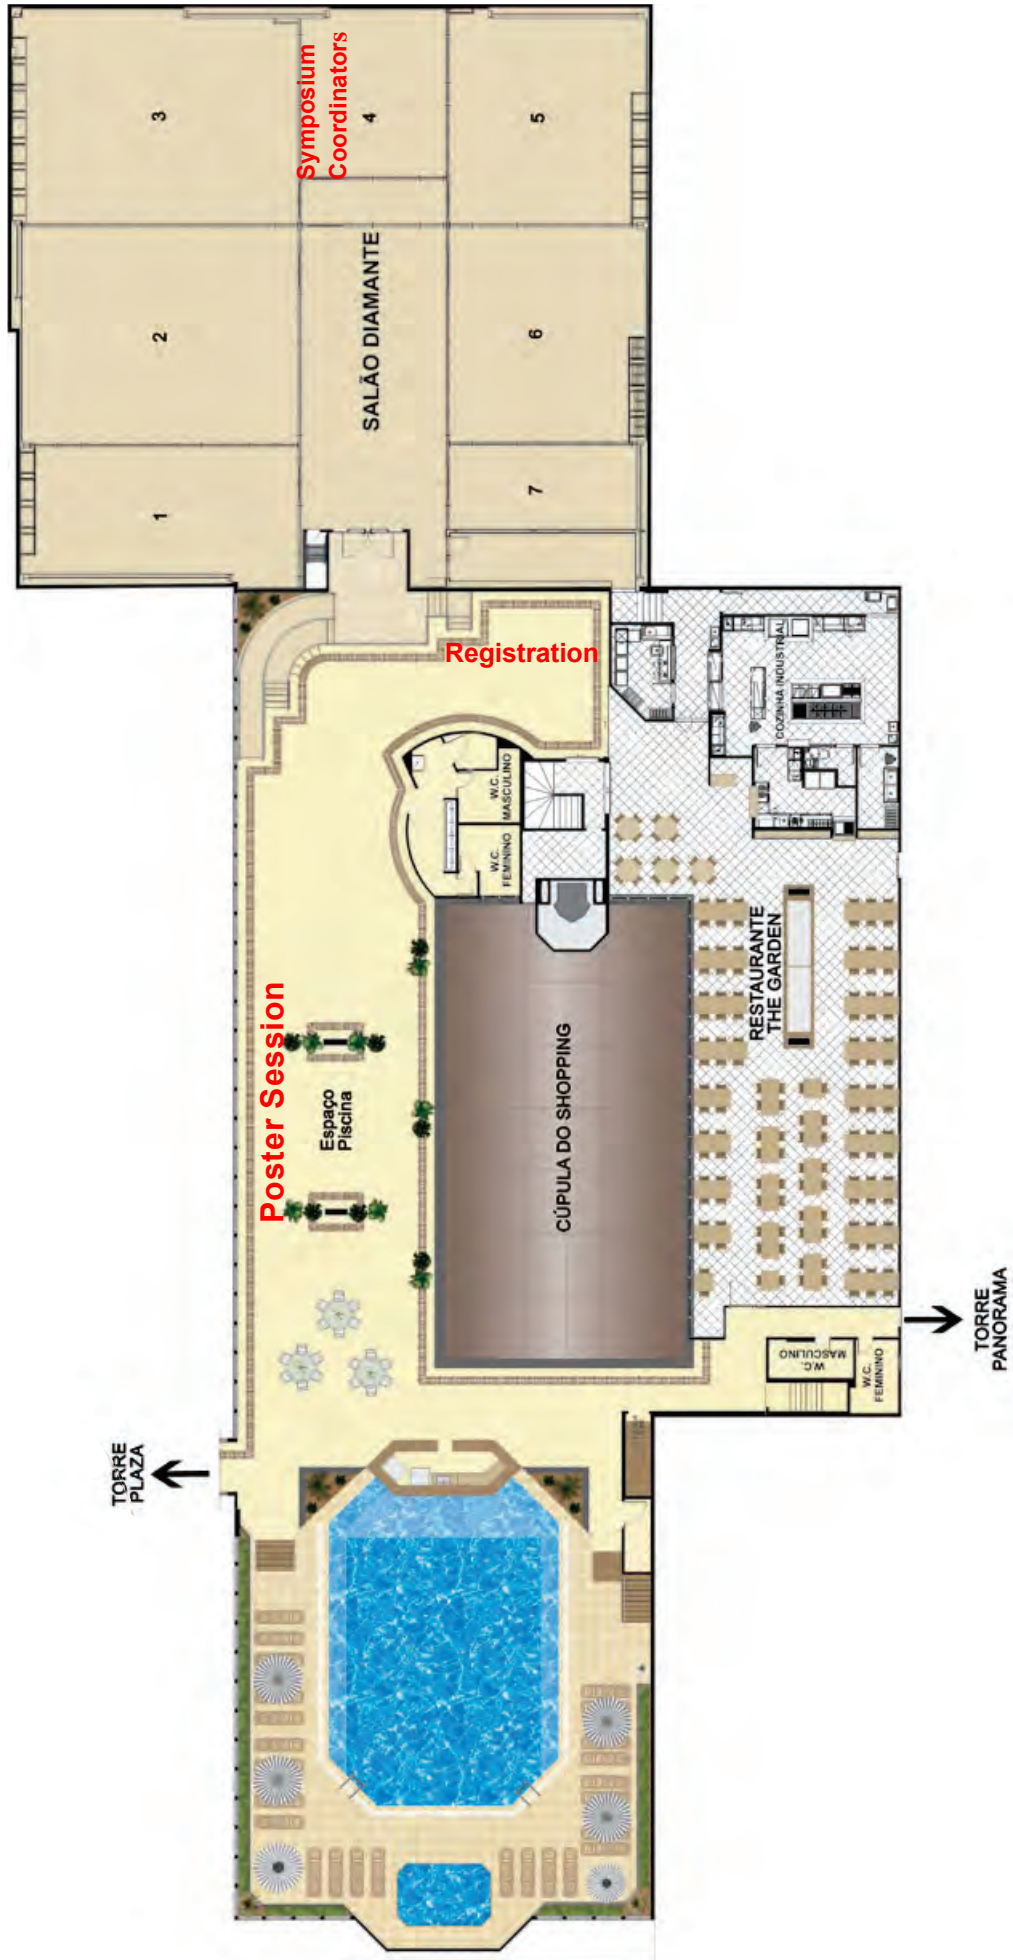 3
Symposium
Coordinators
4
5
2
SALÃO DIAMANTE
6
1
7
Registration
COZINHA INDUSTRIAL
W.C.
MASCULINO
W.C.
FEMININO
RESTAURANTE
THE GARDEN
Poster Session
Espaço
Piscina
CÚPULA DO SHOPPING
TORRE
PANORAMA
W.C.
MASCULINO
W.C.
FEMININO
TORRE
PLAZA